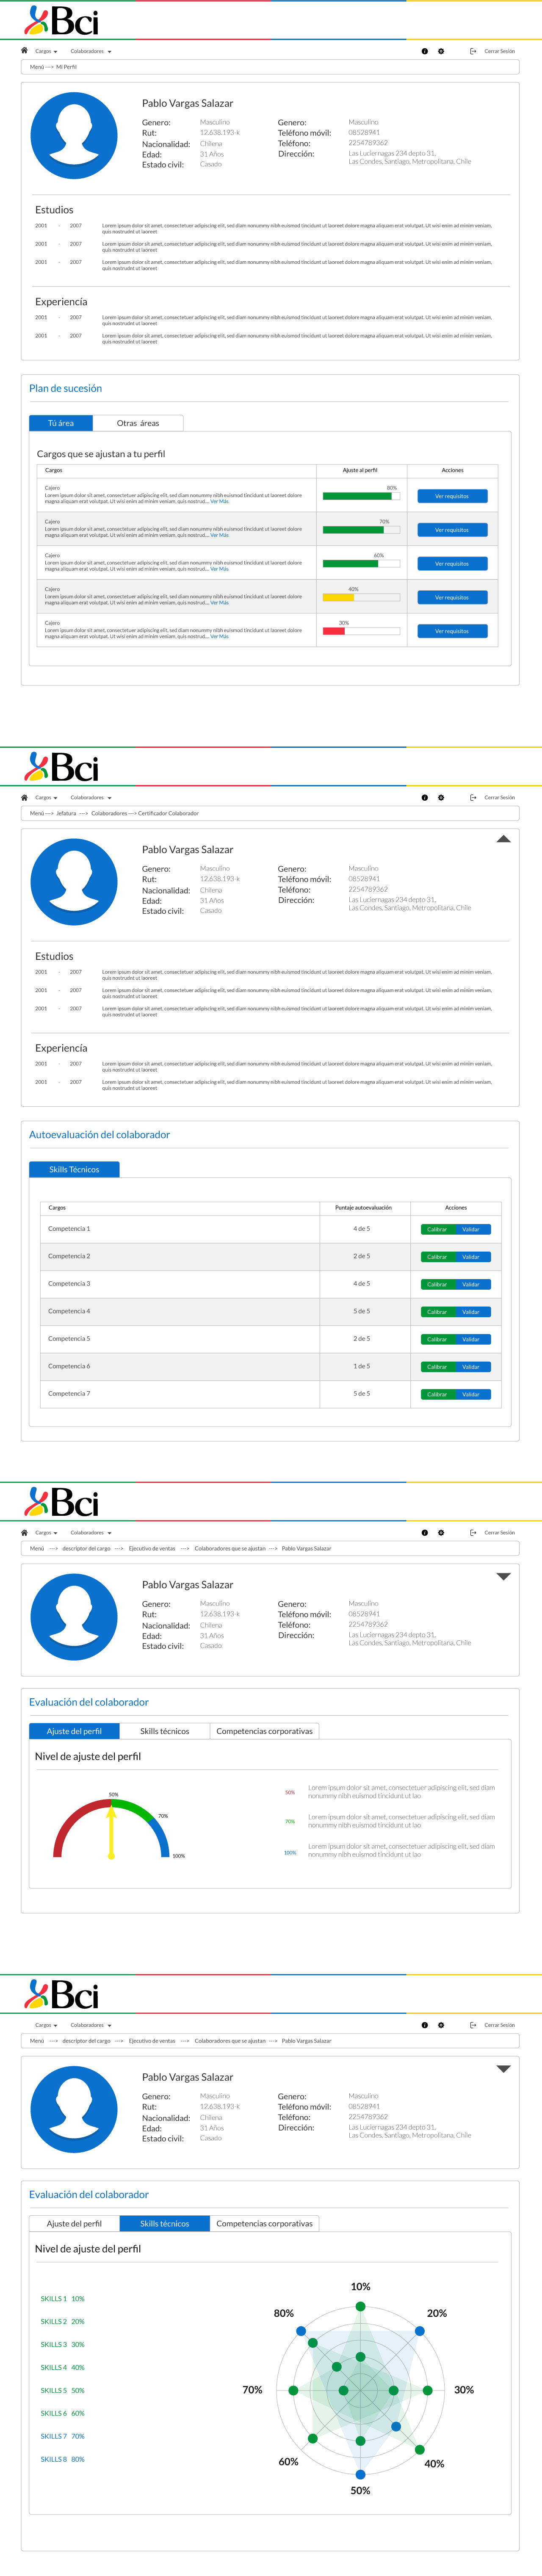 Bci
Cargos
Colaboradores
Cerrar Sesión
Menú ---> Mi Perfil
Pablo Vargas Salazar
Genero: Masculino
Rut: 12.638.193-k
Nacionalidad: Chilena
Edad: 31 Años
Estado civil: Casado
Genero: Masculino
Teléfono móvil: 08528941
Teléfono: 2254789362
Dirección: Las Luciernagas 234 depto 31,
Las Condes, Santiago, Metropolitana, Chile
Estudios
2001 - 2007 Lorem ipsum dolor sit amet, consectetuer adipiscing elit, sed diam nonummy nibh euismod tincidunt ut laoreet dolore magna aliquam erat volutpat. Ut wisi enim ad minim veniam,
quis nostrudut ut laoreet
2001 - 2007 Lorem ipsum dolor sit amet, consectetuer adipiscing elit, sed diam nonummy nibh euismod tincidunt ut laoreet dolore magna aliquam erat volutpat. Ut wisi enim ad minim veniam,
quis nostrudut ut laoreet
2001 - 2007 Lorem ipsum dolor sit amet, consectetuer adipiscing elit, sed diam nonummy nibh euismod tincidunt ut laoreet dolore magna aliquam erat volutpat. Ut wisi enim ad minim veniam,
quis nostrudut ut laoreet
Experiencía
2001 - 2007 Lorem ipsum dolor sit amet, consectetuer adipiscing elit, sed diam nonummy nibh euismod tincidunt ut laoreet dolore magna aliquam erat volutpat. Ut wisi enim ad minim veniam,
quis nostrudut ut laoreet
2001 - 2007 Lorem ipsum dolor sit amet, consectetuer adipiscing elit, sed diam nonummy nibh euismod tincidunt ut laoreet dolore magna aliquam erat volutpat. Ut wisi enim ad minim veniam,
quis nostrudut ut laoreet
Plan de sucesión
Tú área
Otras áreas
Cargos que se ajustan a tu perfil
Cargos Ajuste al perfil Acciones
Cajero
Lorem ipsum dolor sit amet, consectetuer adipiscing elit, sed diam nonummy nibh euismod tincidunt ut laoreet dolore
magna aliquam erat volutpat. Ut wisi enim ad minim veniam, quis nostrud... Ver Más
80%
Ver requisitos
Cajero
Lorem ipsum dolor sit amet, consectetuer adipiscing elit, sed diam nonummy nibh euismod tincidunt ut laoreet dolore
magna aliquam erat volutpat. Ut wisi enim ad minim veniam, quis nostrud... Ver Más
70%
Ver requisitos
Cajero
Lorem ipsum dolor sit amet, consectetuer adipiscing elit, sed diam nonummy nibh euismod tincidunt ut laoreet dolore
magna aliquam erat volutpat. Ut wisi enim ad minim veniam, quis nostrud... Ver Más
60%
Ver requisitos
Cajero
Lorem ipsum dolor sit amet, consectetuer adipiscing elit, sed diam nonummy nibh euismod tincidunt ut laoreet dolore
magna aliquam erat volutpat. Ut wisi enim ad minim veniam, quis nostrud... Ver Más
40%
Ver requisitos
Cajero
Lorem ipsum dolor sit amet, consectetuer adipiscing elit, sed diam nonummy nibh euismod tincidunt ut laoreet dolore
magna aliquam erat volutpat. Ut wisi enim ad minim veniam, quis nostrud... Ver Más
30%
Ver requisitos
Bci
Cargos
Colaboradores
Cerrar Sesión
Menú ---> Jefatura ---> Colaboradores ---> Certificador Colaborador
Pablo Vargas Salazar
Genero: Masculino
Rut: 12.638.193-k
Nacionalidad: Chilena
Edad: 31 Años
Estado civil: Casado
Genero: Masculino
Teléfono móvil: 08528941
Teléfono: 2254789362
Dirección: Las Luciernagas 234 depto 31,
Las Condes, Santiago, Metropolitana, Chile
Estudios
2001 - 2007 Lorem ipsum dolor sit amet, consectetuer adipiscing elit, sed diam nonummy nibh euismod tincidunt ut laoreet dolore magna aliquam erat volutpat. Ut wisi enim ad minim veniam,
quis nostrudut ut laoreet
2001 - 2007 Lorem ipsum dolor sit amet, consectetuer adipiscing elit, sed diam nonummy nibh euismod tincidunt ut laoreet dolore magna aliquam erat volutpat. Ut wisi enim ad minim veniam,
quis nostrudut ut laoreet
2001 - 2007 Lorem ipsum dolor sit amet, consectetuer adipiscing elit, sed diam nonummy nibh euismod tincidunt ut laoreet dolore magna aliquam erat volutpat. Ut wisi enim ad minim veniam,
quis nostrudut ut laoreet
Experiencía
2001 - 2007 Lorem ipsum dolor sit amet, consectetuer adipiscing elit, sed diam nonummy nibh euismod tincidunt ut laoreet dolore magna aliquam erat volutpat. Ut wisi enim ad minim veniam,
quis nostrudut ut laoreet
2001 - 2007 Lorem ipsum dolor sit amet, consectetuer adipiscing elit, sed diam nonummy nibh euismod tincidunt ut laoreet dolore magna aliquam erat volutpat. Ut wisi enim ad minim veniam,
quis nostrudut ut laoreet
Autoevaluación del colaborador
Skills Técnicos
Cargos Puntaje autoevaluación Acciones
Competencia 1 4 de 5 Calibrar Validar
Competencia 2 2 de 5 Calibrar Validar
Competencia 3 4 de 5 Calibrar Validar
Competencia 4 5 de 5 Calibrar Validar
Competencia 5 2 de 5 Calibrar Validar
Competencia 6 1 de 5 Calibrar Validar
Competencia 7 5 de 5 Calibrar Validar
Bci
Cargos
Colaboradores
Cerrar Sesión
Menú ---> descriptor del cargo ---> Ejecutivo de ventas ---> Colaboradores que se ajustan ---> Pablo Vargas Salazar
Pablo Vargas Salazar
Genero: Masculino
Rut: 12.638.193-k
Nacionalidad: Chilena
Edad: 31 Años
Estado civil: Casado
Genero: Masculino
Teléfono móvil: 08528941
Teléfono: 2254789362
Dirección: Las Luciernagas 234 depto 31,
Las Condes, Santiago, Metropolitana, Chile
Evaluación del colaborador
Ajuste del perfil
Skills técnicos
Competencias corporativas
Nivel de ajuste del perfil
50%
70%
100%
50% Lorem ipsum dolor sit amet, consectetuer adipiscing elit, sed diam
nonummy nibh euismod tincidunt ut lao
70% Lorem ipsum dolor sit amet, consectetuer adipiscing elit, sed diam
nonummy nibh euismod tincidunt ut lao
100% Lorem ipsum dolor sit amet, consectetuer adipiscing elit, sed diam
nonummy nibh euismod tincidunt ut lao
Bci
Cargos
Colaboradores
Cerrar Sesión
Menú ---> descriptor del cargo ---> Ejecutivo de ventas ---> Colaboradores que se ajustan ---> Pablo Vargas Salazar
Pablo Vargas Salazar
Genero: Masculino
Rut: 12.638.193-k
Nacionalidad: Chilena
Edad: 31 Años
Estado civil: Casado
Genero: Masculino
Teléfono móvil: 08528941
Teléfono: 2254789362
Dirección: Las Luciernagas 234 depto 31,
Las Condes, Santiago, Metropolitana, Chile
Evaluación del colaborador
Ajuste del perfil
Skills técnicos
Competencias corporativas
Nivel de ajuste del perfil
SKILLS 1 10%
SKILLS 2 20%
SKILLS 3 30%
SKILLS 4 40%
SKILLS 5 50%
SKILLS 6 60%
SKILLS 7 70%
SKILLS 8 80%
10%
20%
30%
40%
50%
60%
70%
80%